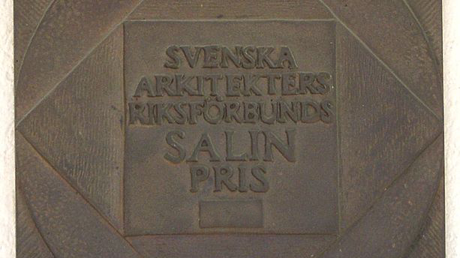 SVENSKA
ARKITEKTERS
RIKSFÖRBUNDS
SALIN
PRIS